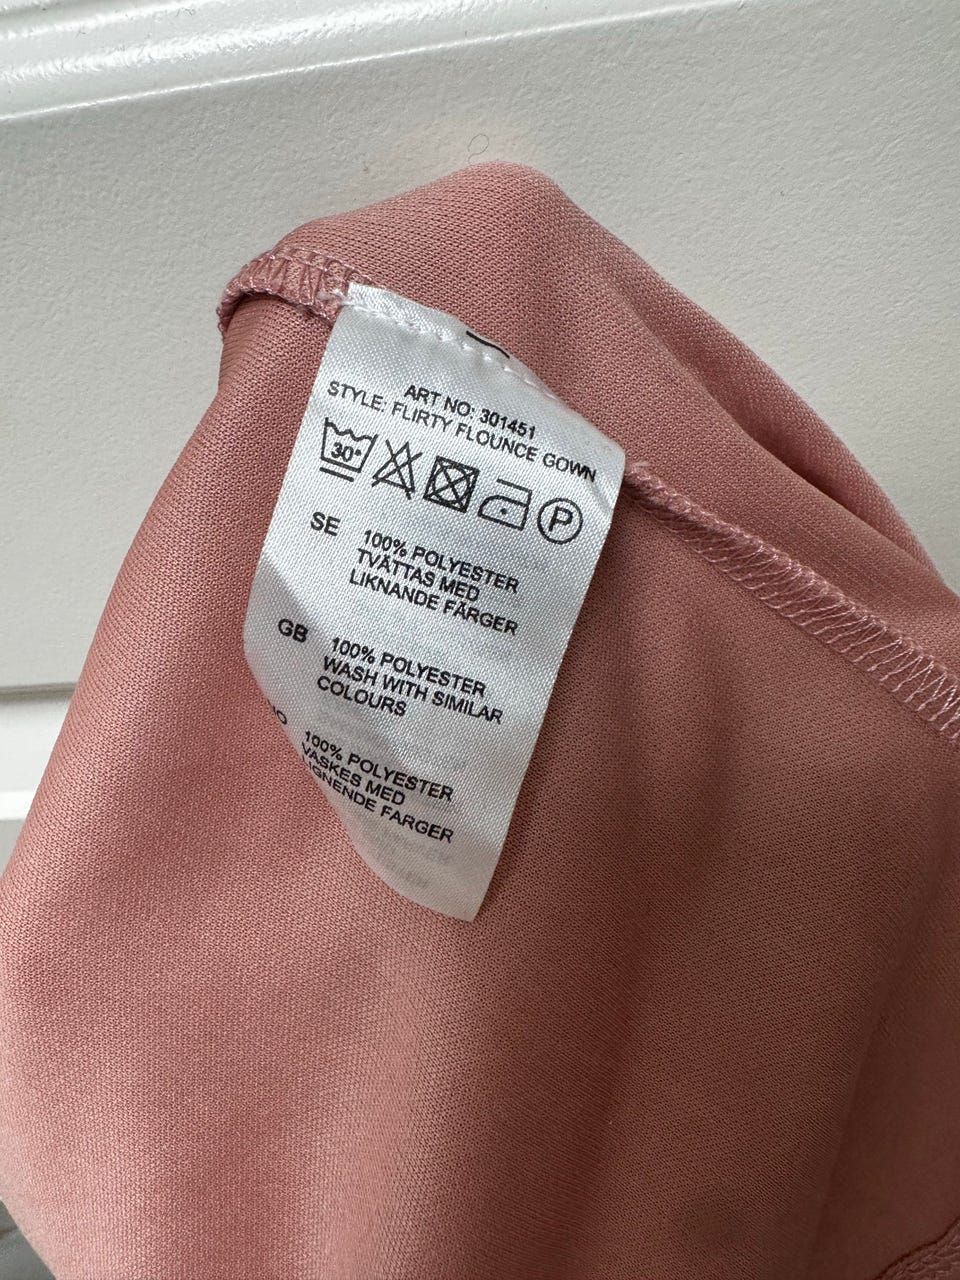 ART NO: 301451
STYLE: FLIRTY FLOUNCE GOWN
30°
P
SE
100% POLYESTER
TVÄTTAS MED
LIKNANDE FÄRGER
GB
100% POLYESTER
WASH WITH SIMILAR
COLOURS
100% POLYESTER
VASKES MED
LIGNENDE FARGER